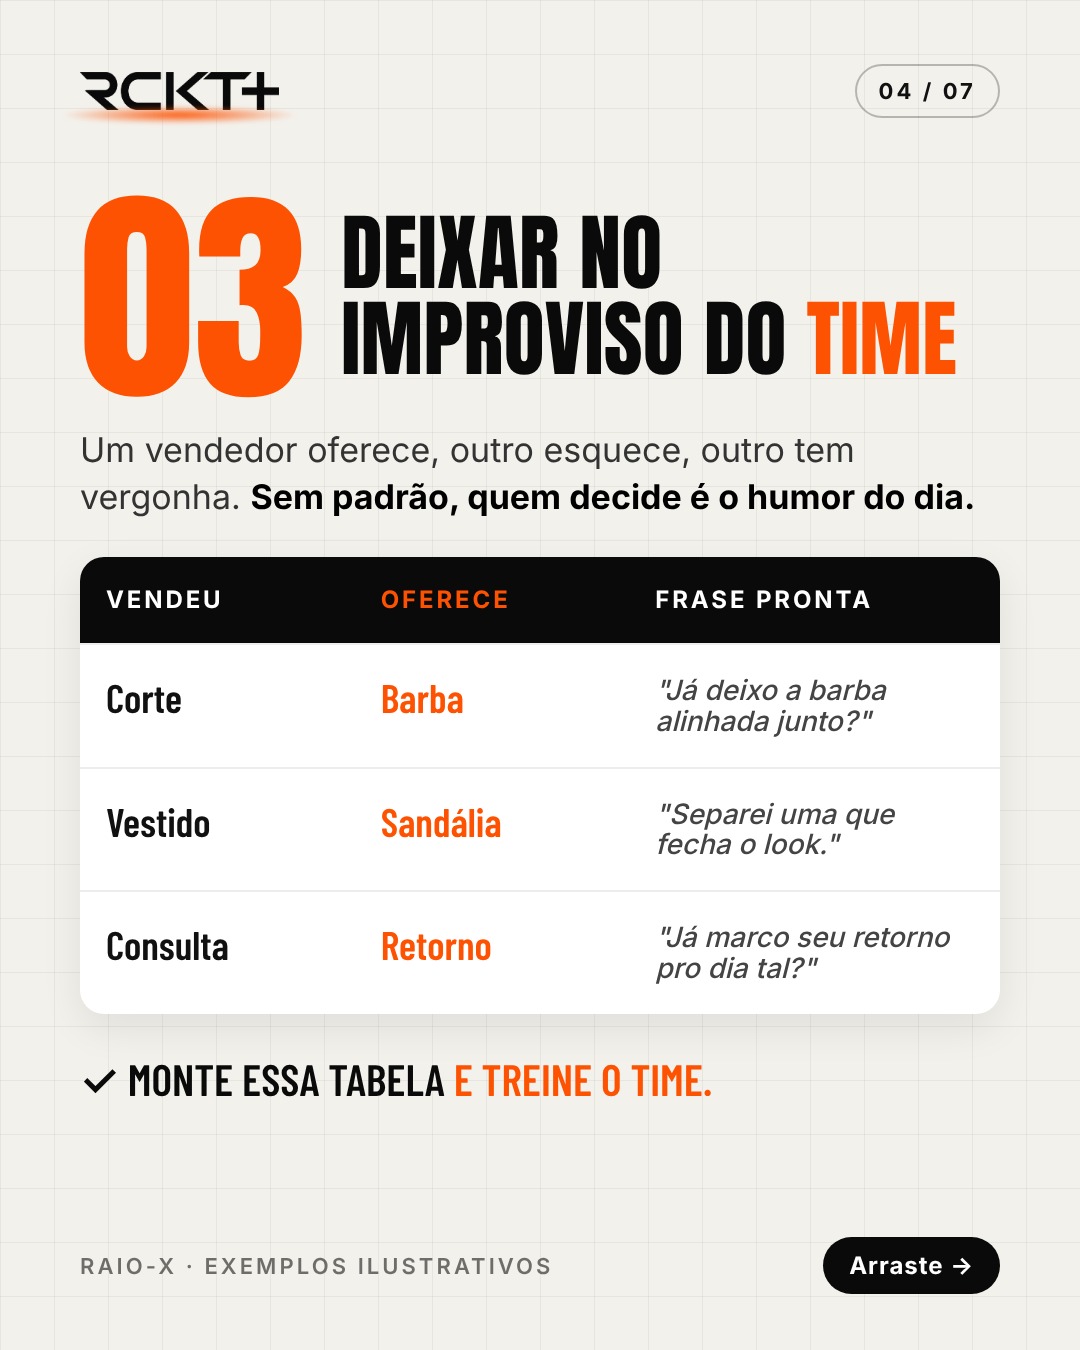 RCKT+
04 / 07
03
DEIXAR NO
IMPROVISO DO TIME
Um vendedor oferece, outro esquece, outro tem
vergonha. Sem padrão, quem decide é o humor do dia.
VENDEU OFERECE FRASE PRONTA
Corte Barba "Já deixo a barba
alinhada junto?"
Vestido Sandália "Separei uma que
fecha o look."
Consulta Retorno "Já marco seu retorno
pro dia tal?"
✓ MONTE ESSA TABELA E TREINE O TIME.
RAIO-X · EXEMPLOS ILUSTRATIVOS
Arraste →